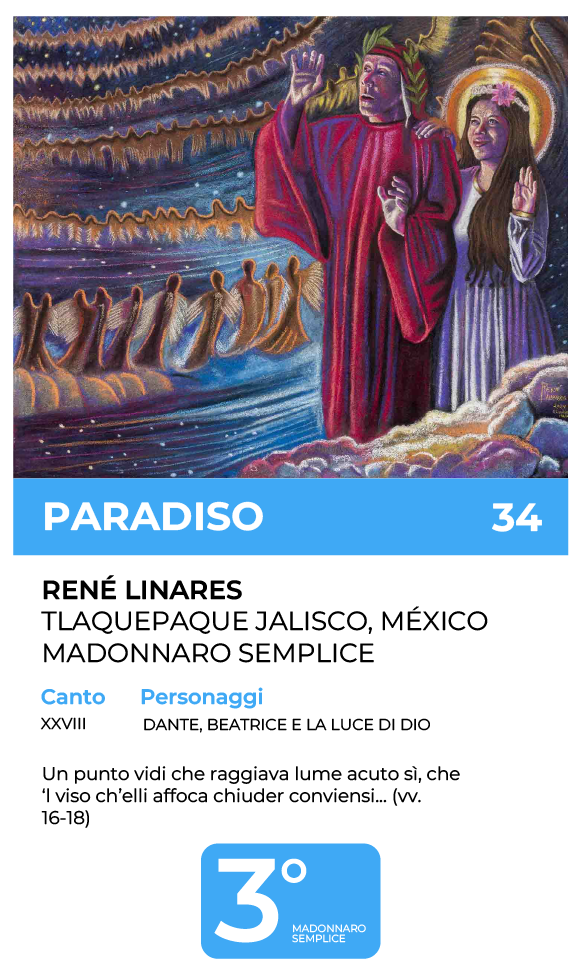 PARADISO 34
RENÉ LINARES
TLAQUEPAQUE JALISCO, MÉXICO
MADONNARO SEMPLICE
Canto Personaggi
XXVIII DANTE, BEATRICE E LA LUCE DI DIO
Un punto vidi che raggiava lume acuto sì, che
‘l viso ch’elli affoca chiuder conviensi... (vv.
16-18)
3°
MADONNARO
SEMPLICE